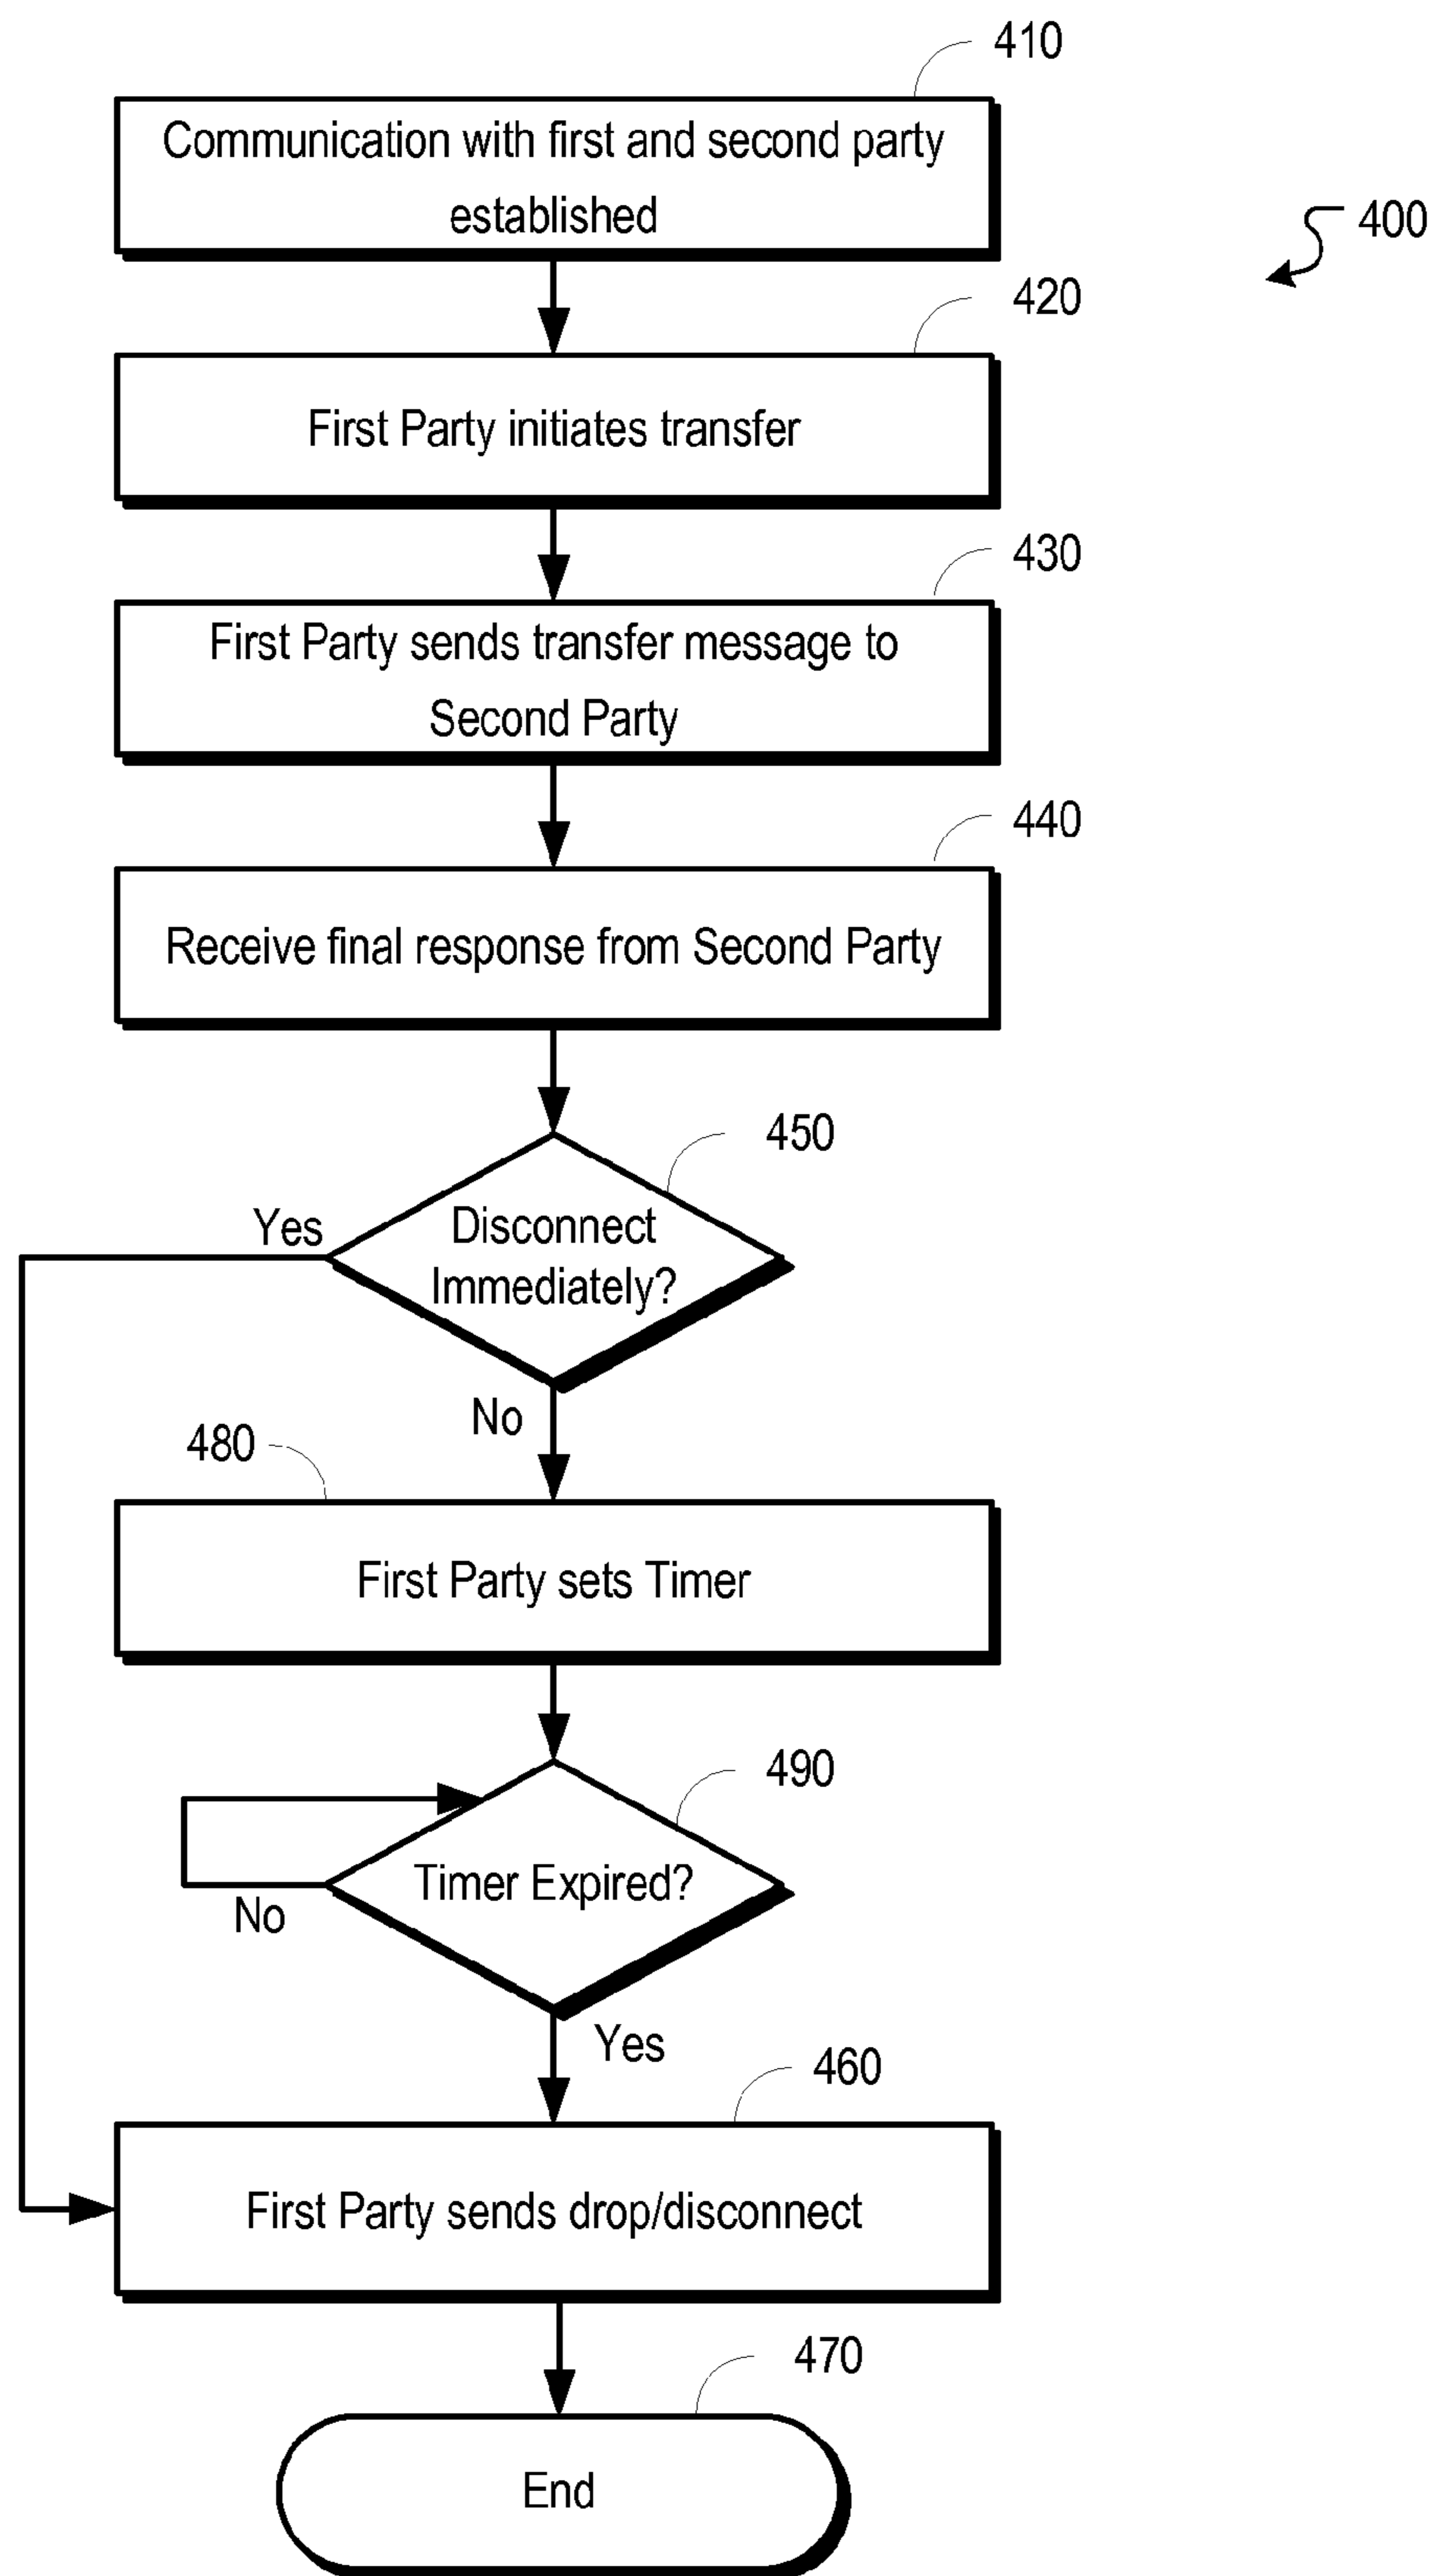 410
Communication with first and second party
established
400
420
First Party initiates transfer
430
First Party sends transfer message to
Second Party
440
Receive final response from Second Party
450
Yes
Disconnect
Immediately?
No
480
First Party sets Timer
490
Timer Expired?
No
Yes
460
First Party sends drop/disconnect
470
End